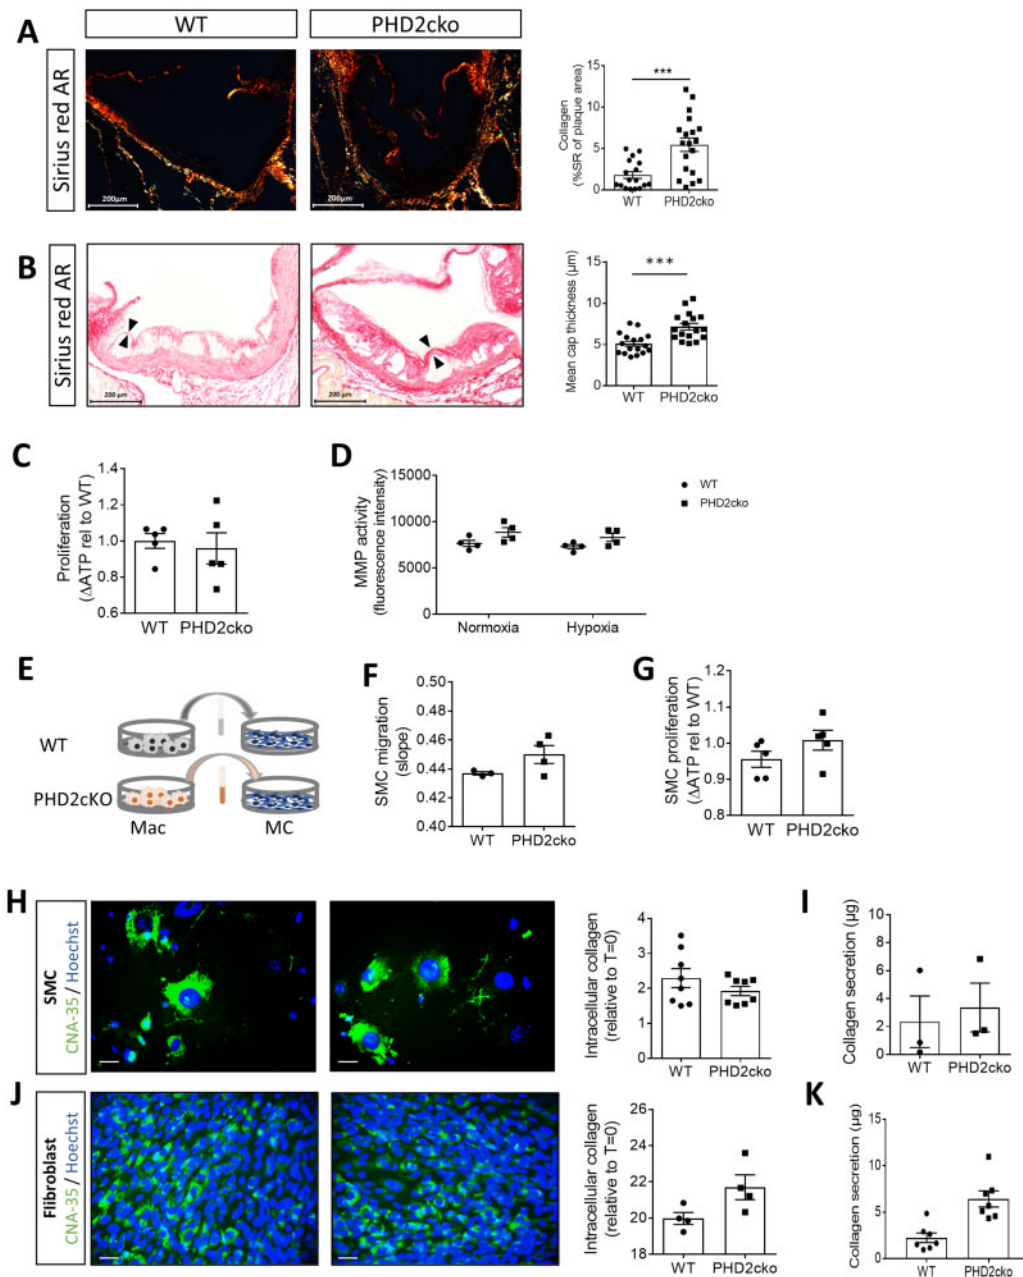 WT PHD2cko
A
Sirius red AR
200μm
200μm
Collagen
(%SR of plaque area)
15
10
5
0
***
WT PHD2cko
B
Sirius red AR
200 μm
200 μm
Mean cap thickness (μm)
15
10
5
0
***
WT PHD2cko
C
Proliferation
(ΔATP rel to WT)
1.4
1.2
1.0
0.8
0.6
WT PHD2cko
D
MMP activity
(fluorescence intensity)
15000
10000
5000
0
Normoxia Hypoxia
WT
PHD2cko
E
WT
PHD2cKO
Mac MC
F
SMC migration
(slope)
0.50
0.48
0.46
0.44
0.42
0.40
WT PHD2cko
G
SMC proliferation
(ΔATP rel to WT)
1.2
1.1
1.0
0.9
0.8
WT PHD2cko
H
SMC
CNA-35 / Hoechst
Intracellular collagen
(relative to T=0)
4
3
2
1
0
WT PHD2cko
I
Collagen secretion (μg)
10
8
6
4
2
0
WT PHD2cko
J
Flibroblast
CNA-35 / Hoechst
Intracellular collagen
(relative to T=0)
26
24
22
20
18
WT PHD2cko
K
Collagen secretion (μg)
15
10
5
0
WT PHD2cko